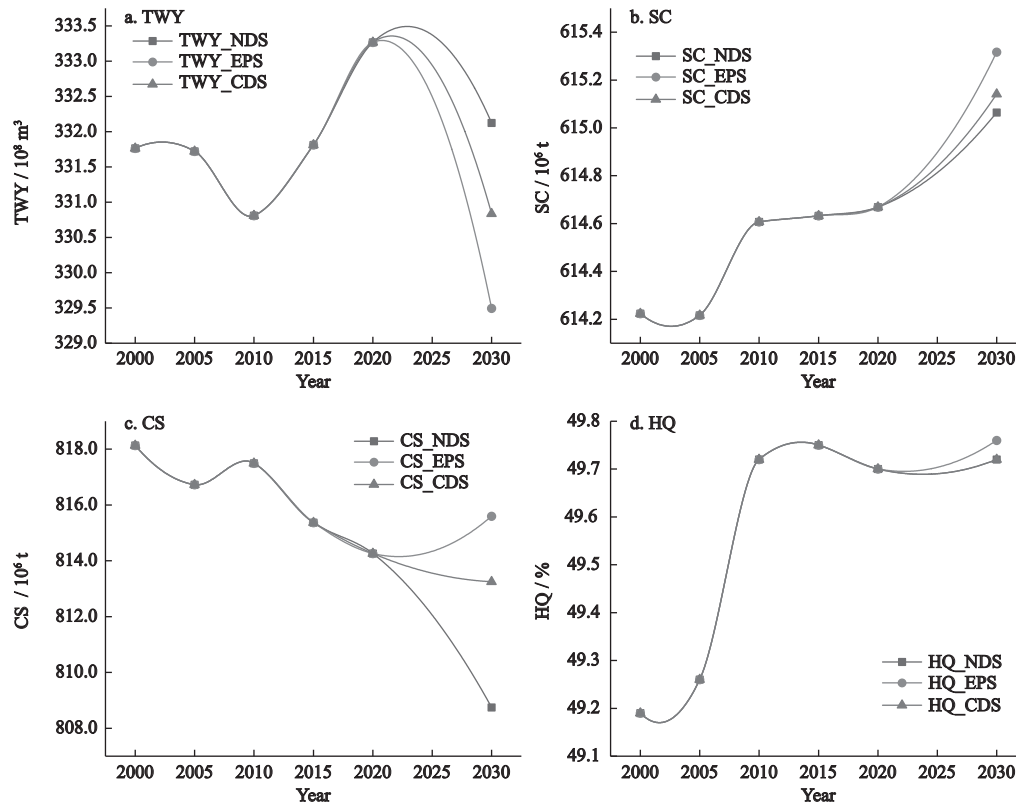 a. TWY
TWY_NDS
TWY_EPS
TWY_CDS
333.5
333.0
332.5
332.0
331.5
331.0
330.5
330.0
329.5
329.0
TWY / 10⁸ m³
2000 2005 2010 2015 2020 2025 2030
Year
b. SC
SC_NDS
SC_EPS
SC_CDS
615.4
615.2
615.0
614.8
614.6
614.4
614.2
SC / 10⁶ t
2000 2005 2010 2015 2020 2025 2030
Year
c. CS
CS_NDS
CS_EPS
CS_CDS
818.0
816.0
814.0
812.0
810.0
808.0
CS / 10⁶ t
2000 2005 2010 2015 2020 2025 2030
Year
d. HQ
49.8
49.7
49.6
49.5
49.4
49.3
49.2
49.1
HQ / %
HQ_NDS
HQ_EPS
HQ_CDS
2000 2005 2010 2015 2020 2025 2030
Year